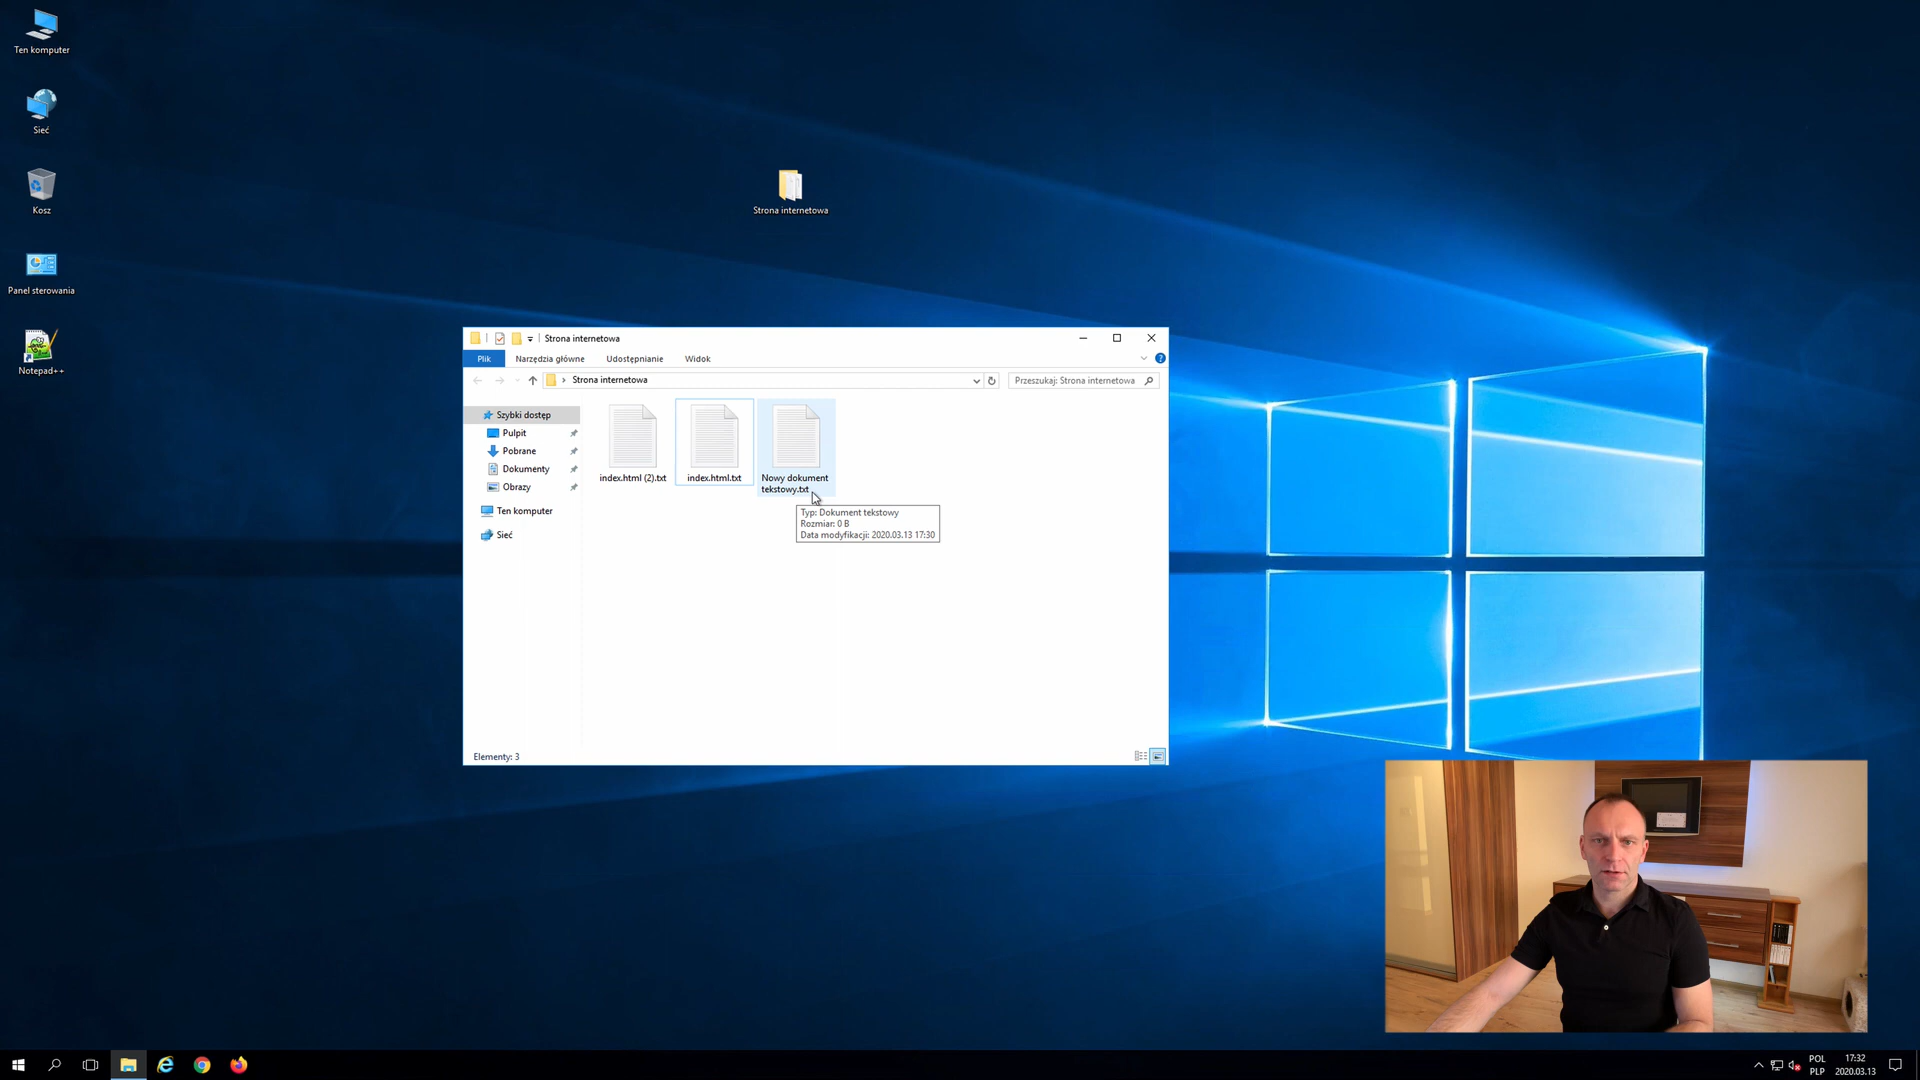 Ten komputer
Sieć
Kosz
Panel sterowania
Notepad++
Strona internetowa
Strona internetowa
Plik
Narzędzia główne
Udostępnianie
Widok
Strona internetowa
Przeszukaj: Strona internetowa
Szybki dostęp
Pulpit
Pobrane
Dokumenty
Obrazy
Ten komputer
Sieć
index.html (2).txt
index.html.txt
Nowy dokument
tekstowy.txt
Typ: Dokument tekstowy
Rozmiar: 0 B
Data modyfikacji: 2020.03.13 17:30
Elementy: 3
POL
PLP
17:32
2020.03.13